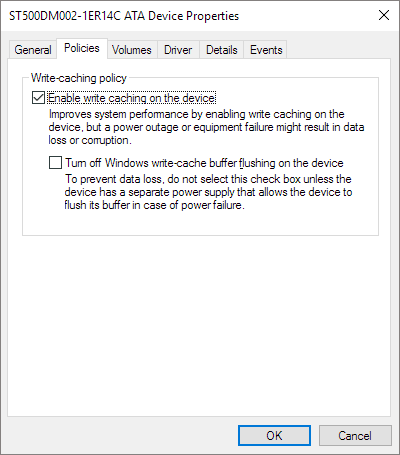 ST500DM002-1ER14C ATA Device Properties
General Policies Volumes Driver Details Events
Write-caching policy
Enable write caching on the device
Improves system performance by enabling write caching on the
device, but a power outage or equipment failure might result in data
loss or corruption.
Turn off Windows write-cache buffer flushing on the device
To prevent data loss, do not select this check box unless the
device has a separate power supply that allows the device to
flush its buffer in case of power failure.
OK Cancel